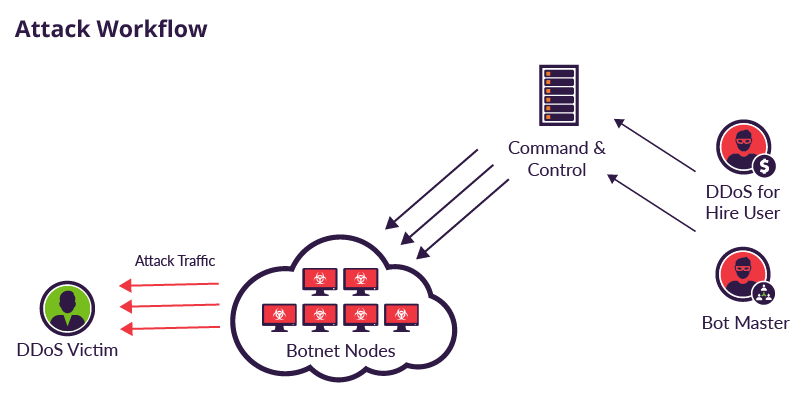 Attack Workflow
Command &
Control
DDoS for
Hire User
Attack Traffic
Bot Master
DDoS Victim
Botnet Nodes
$